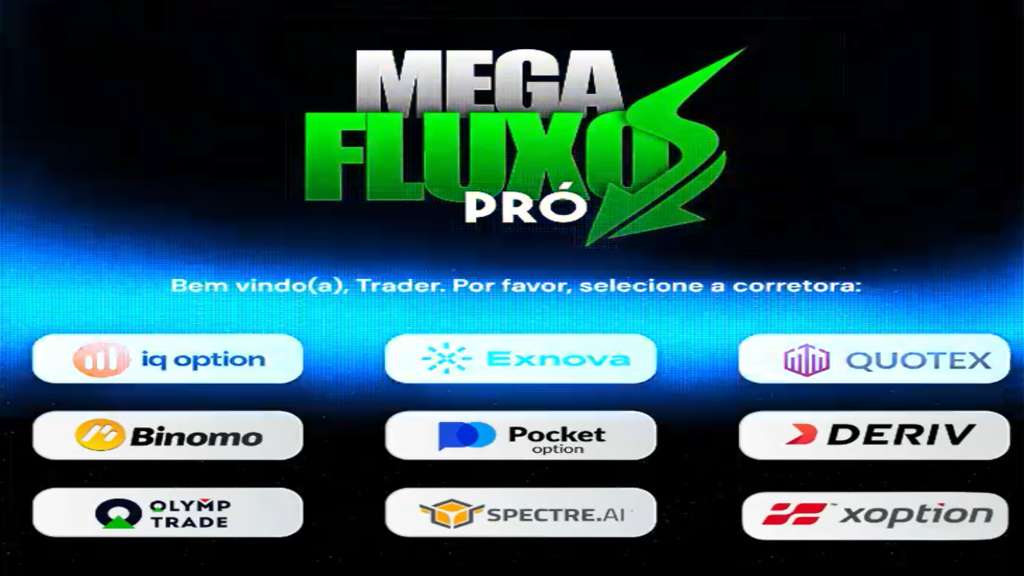 MEGA
FLUXO
PRÓ
Bem vindo(a), Trader. Por favor, selecione a corretora:
iq option
Exnova
QUOTEX
Binomo
Pocket
option
DERIV
OLYMP
TRADE
SPECTRE.AI
xoption